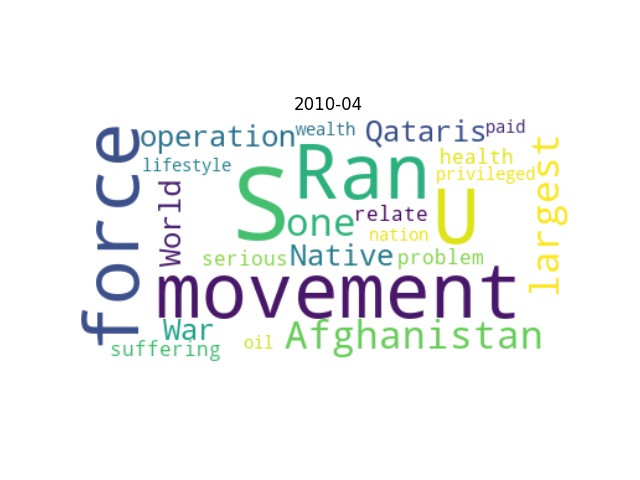 2010-04
force
operation
wealth
Qataris
paid
lifestyle
Ran
health
privileged
largest
World
S
one
relate
U
nation
serious
Native
problem
movement
War
Afghanistan
suffering
oil